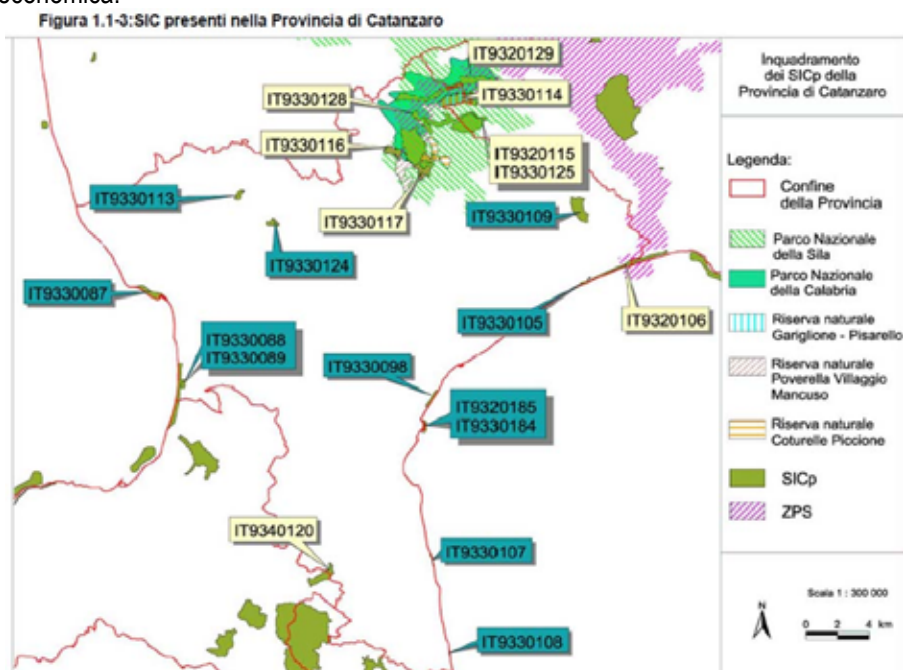 economica.
Figura 1.1-3:SIC presenti nella Provincia di Catanzaro
IT9320129
IT9330128
IT9330114
IT9330116
IT9320115
IT9330125
IT9330113
IT9330117
IT9330109
IT9330124
IT9330087
IT9330105
IT9320106
IT9330088
IT9330089
IT9330098
IT9320185
IT9330184
IT9340120
IT9330107
IT9330108
Inquadramento
dei SICp della
Provincia di Catanzaro
Legenda:
Confine
della Provincia
Parco Nazionale
della Sila
Parco Nazionale
della Calabria
Riserva naturale
Gariglione - Pisarello
Riserva naturale
Poverella Villaggio
Mancuso
Riserva naturale
Coturelle Piccione
SICp
ZPS
N
Scala 1 : 300 000
0 2 4 km